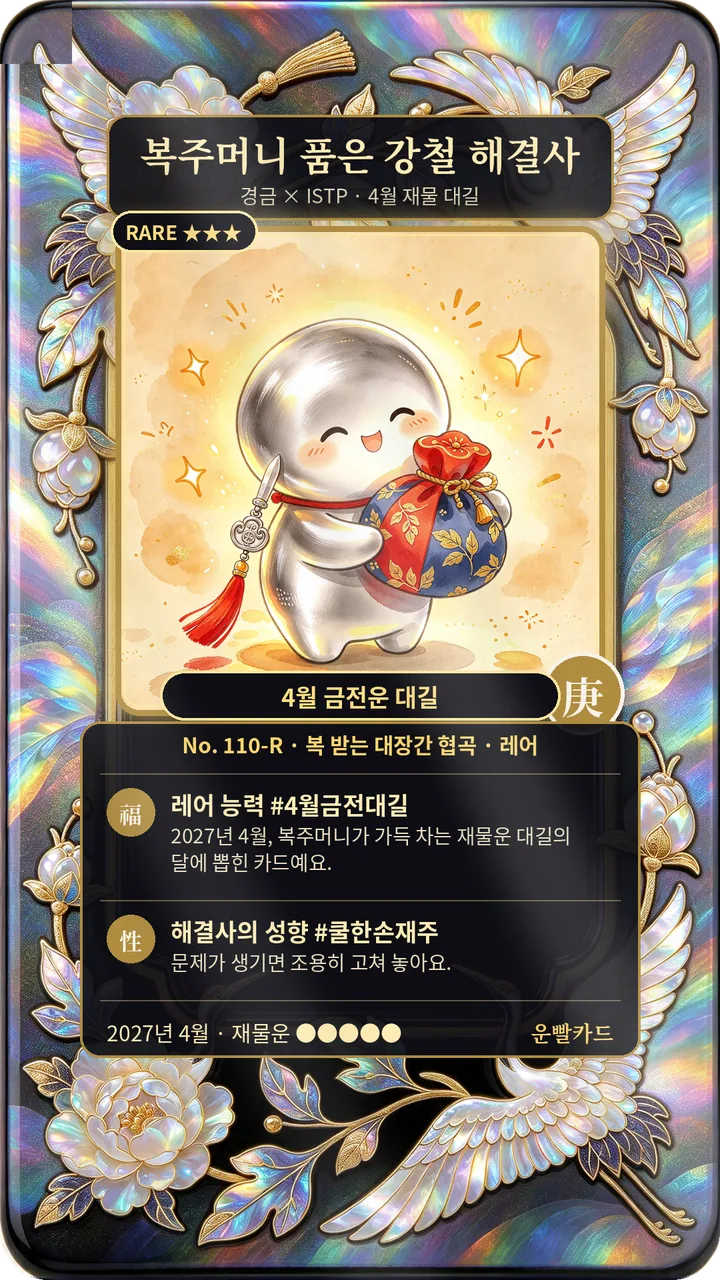 복주머니 품은 강철 해결사
경금 × ISTP · 4월 재물 대길
RARE ★★★
4월 금전운 대길
庚
No. 110-R · 복 받는 대장간 협곡 · 레어
福
레어 능력 #4월금전대길
2027년 4월, 복주머니가 가득 차는 재물운 대길의
달에 뽑힌 카드예요.
性
해결사의 성향 #쿨한손재주
문제가 생기면 조용히 고쳐 놓아요.
2027년 4월 · 재물운 ●●●●●
운빨카드